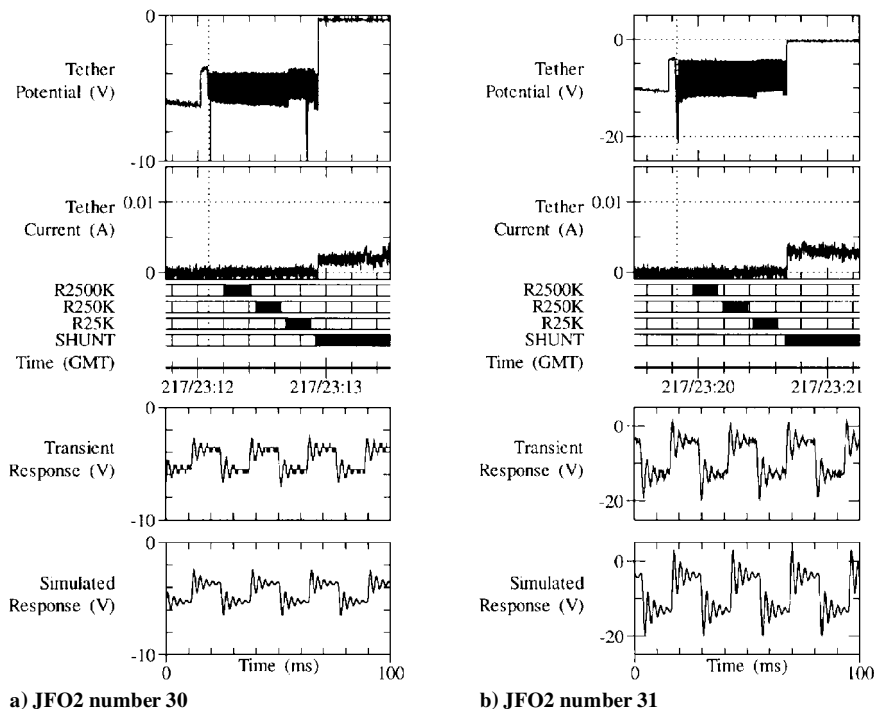 0
Tether
Potential (V)
-10
Tether
Current (A)
0.01
0
R2500K
R250K
R25K
SHUNT
Time (GMT)
217/23:12 217/23:13
0
Transient
Response (V)
-10
0
Simulated
Response (V)
-10
0 Time (ms) 100
a) JFO2 number 30
0
Tether
Potential (V)
-10
-20
Tether
Current (A)
0.01
0
R2500K
R250K
R25K
SHUNT
Time (GMT)
217/23:20 217/23:21
0
Transient
Response (V)
-10
-20
0
Simulated
Response (V)
-10
-20
0 Time (ms) 100
b) JFO2 number 31